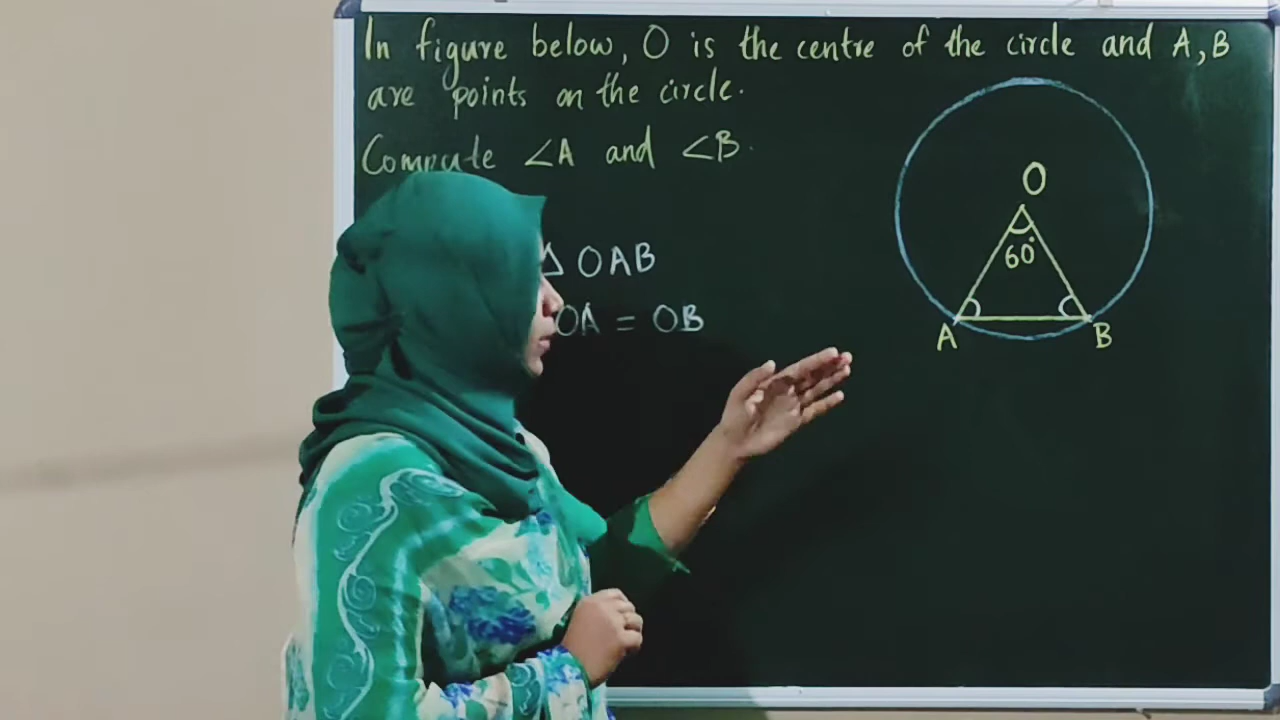 In figure below, O is the centre of the circle and A, B
are points on the circle.
Compute ∠A and ∠B.
O
60°
A
B
△ OAB
OA = OB